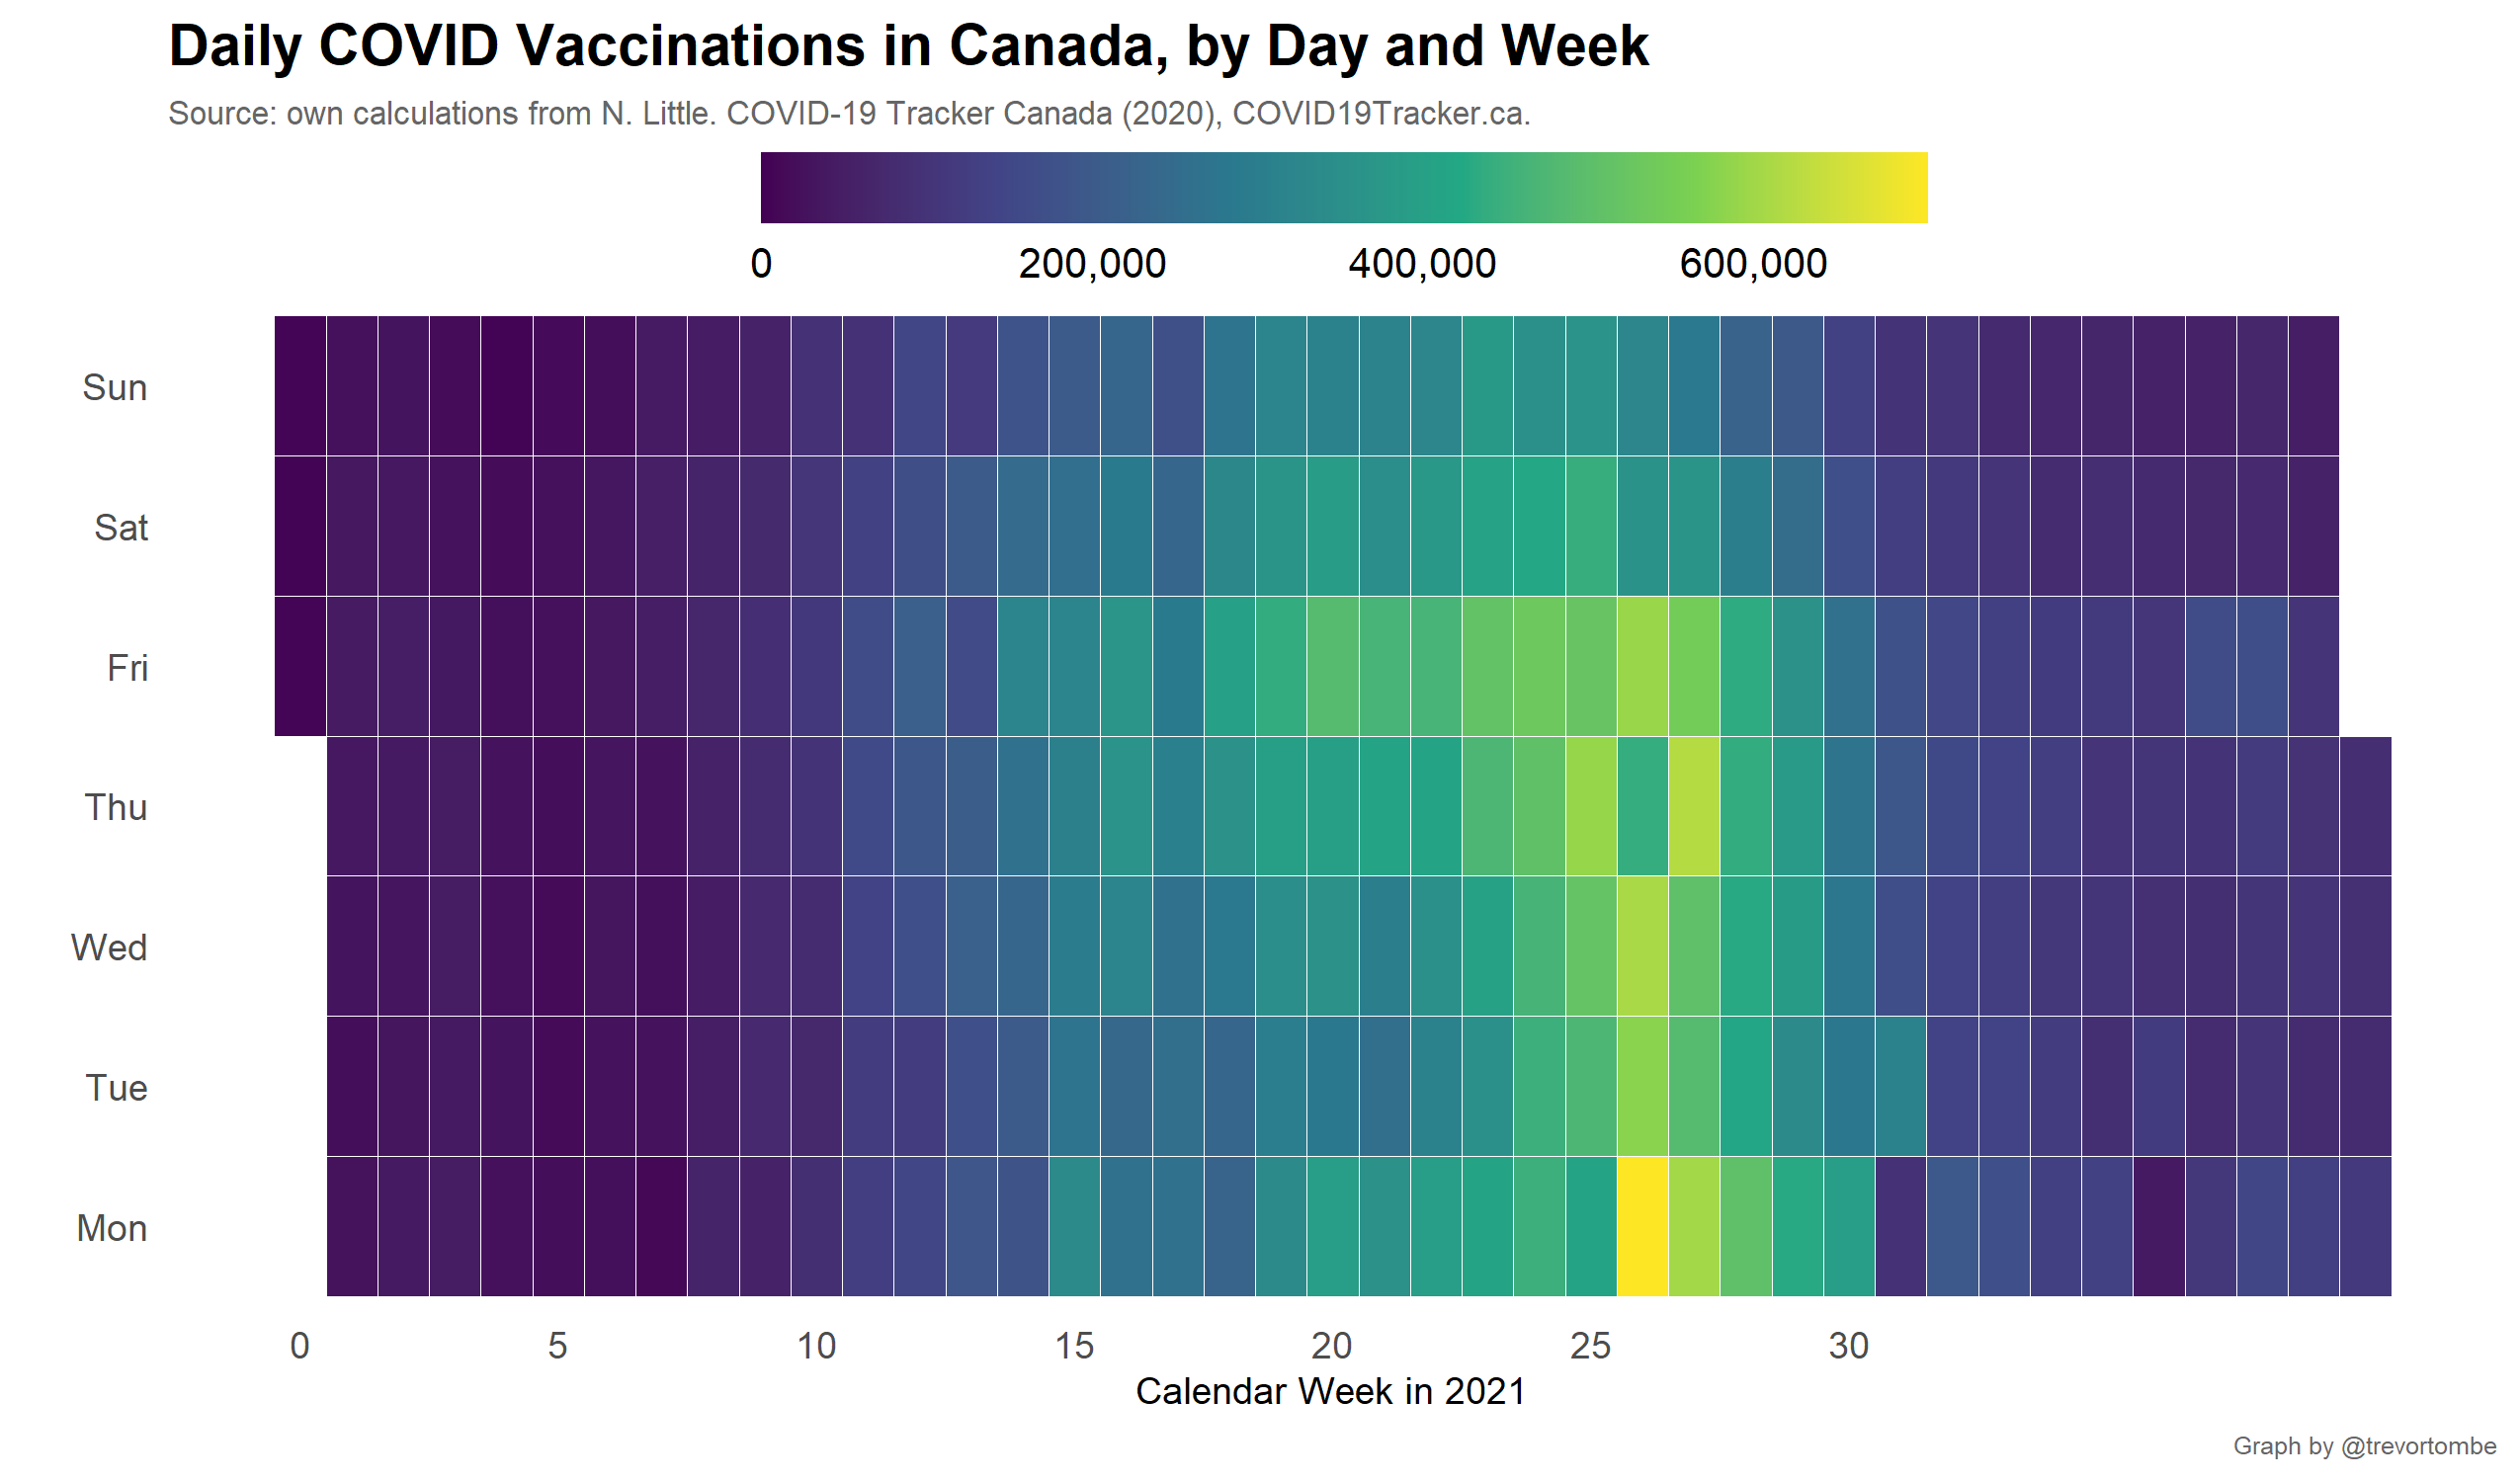 Daily COVID Vaccinations in Canada, by Day and Week
Source: own calculations from N. Little. COVID-19 Tracker Canada (2020), COVID19Tracker.ca.
0 200,000 400,000 600,000
Sun
Sat
Fri
Thu
Wed
Tue
Mon
0 5 10 15 20 25 30
Calendar Week in 2021
Graph by @trevortombe